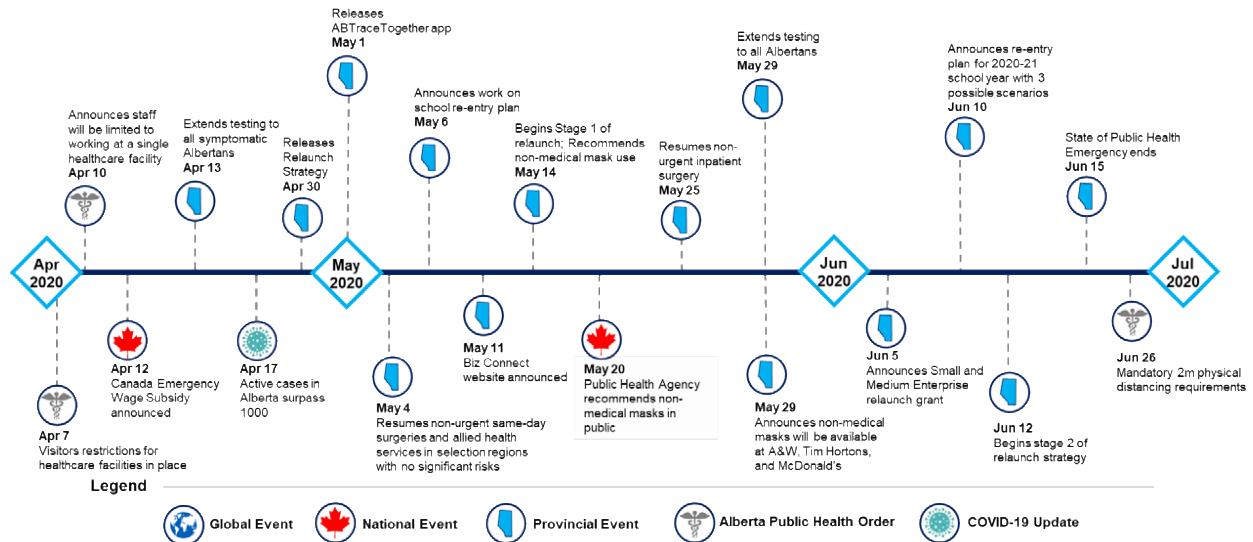 Releases
ABTraceTogether app
May 1
Extends testing
to all Albertans
May 29
Announces re-entry
plan for 2020-21
school year with 3
possible scenarios
Jun 10
Announces work on
school re-entry plan
May 6
Announces staff
will be limited to
working at a single
healthcare facility
Apr 10
Extends testing to
all symptomatic
Albertans
Apr 13
Releases
Relaunch
Strategy
Apr 30
Begins Stage 1 of
relaunch; Recommends
non-medical mask use
May 14
Resumes non-
urgent inpatient
surgery
May 25
State of Public Health
Emergency ends
Jun 15
Apr
2020
May
2020
Jun
2020
Jul
2020
Apr 7
Visitors restrictions for
healthcare facilities in place
Apr 12
Canada Emergency
Wage Subsidy
announced
Apr 17
Active cases in
Alberta surpass
1000
May 4
Resumes non-urgent same-day
surgeries and allied health
services in selection regions
with no significant risks
May 11
Biz Connect
website announced
May 20
Public Health Agency
recommends non-
medical masks in
public
May 29
Announces non-medical
masks will be available
at A&W, Tim Hortons,
and McDonald's
Jun 5
Announces Small and
Medium Enterprise
relaunch grant
Jun 12
Begins stage 2 of
relaunch strategy
Jun 26
Mandatory 2m physical
distancing requirements
Legend
Global Event
National Event
Provincial Event
Alberta Public Health Order
COVID-19 Update